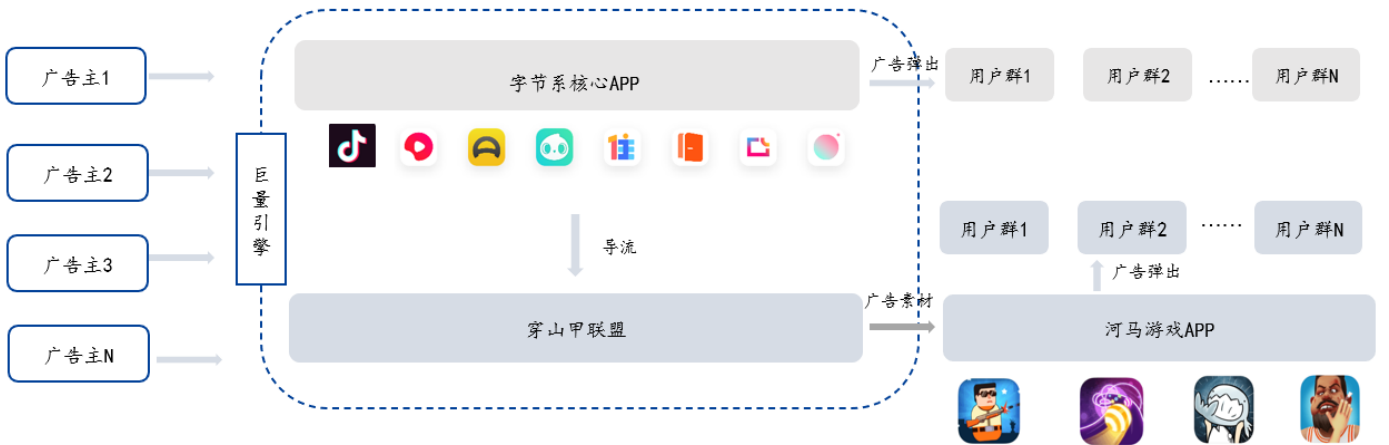 广告主1
广告主2
广告主3
广告主N
巨量引擎
字节系核心APP
导流
穿山甲联盟
广告弹出
用户群1
用户群2
……
用户群N
用户群1
用户群2
……
用户群N
广告弹出
广告素材
河马游戏APP